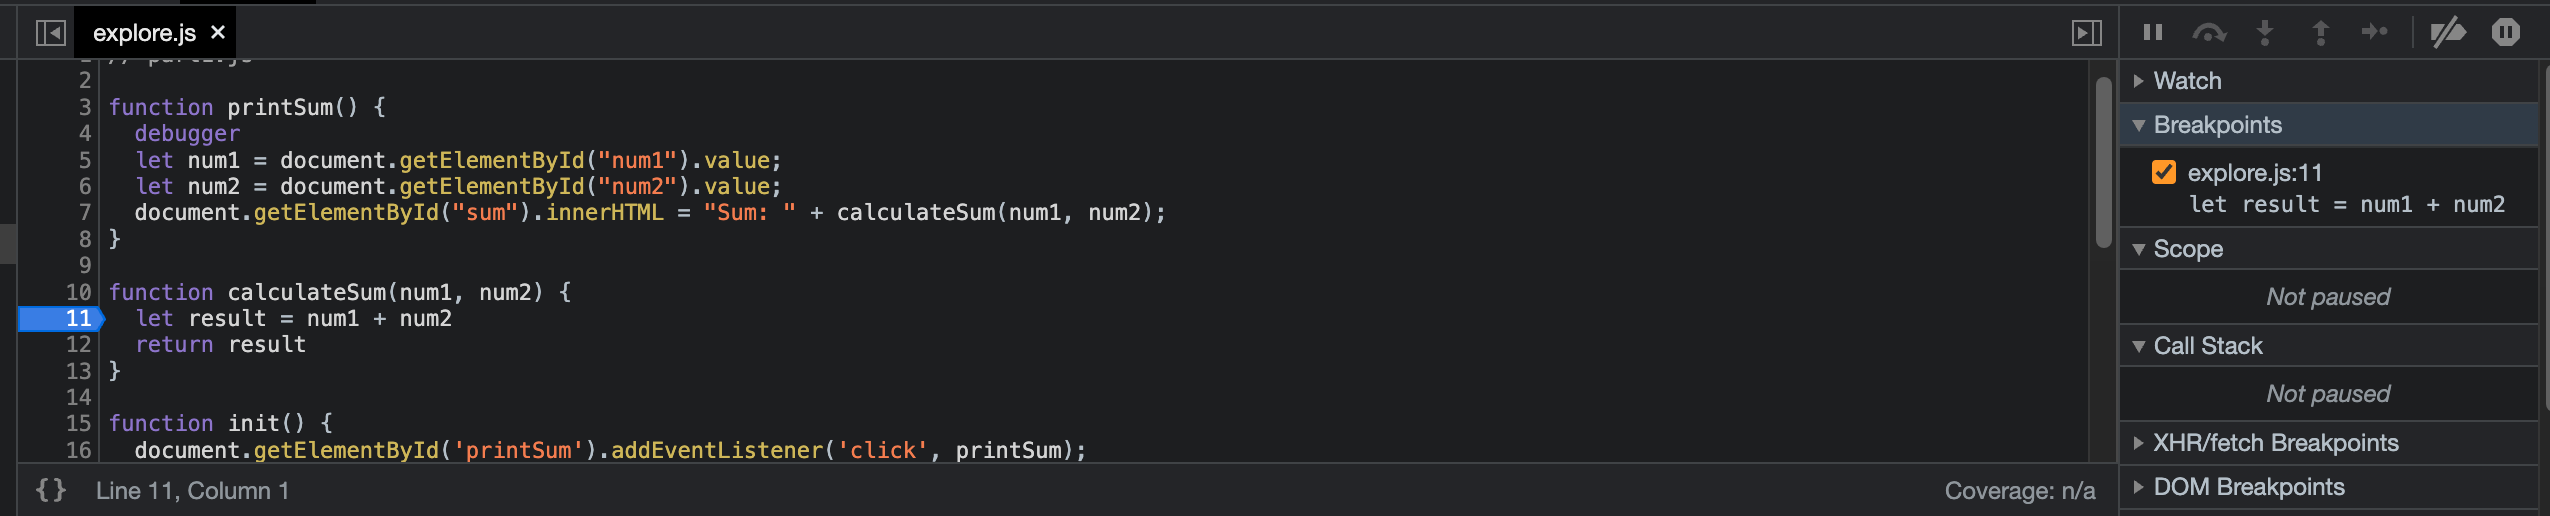 explore.js ×
2
3 function printSum() {
4 debugger
5 let num1 = document.getElementById("num1").value;
6 let num2 = document.getElementById("num2").value;
7 document.getElementById("sum").innerHTML = "Sum: " + calculateSum(num1, num2);
8 }
9
10 function calculateSum(num1, num2) {
11 let result = num1 + num2
12 return result
13 }
14
15 function init() {
16 document.getElementById('printSum').addEventListener('click', printSum);
{} Line 11, Column 1
Coverage: n/a
Watch
Breakpoints
explore.js:11
let result = num1 + num2
Scope
Not paused
Call Stack
Not paused
XHR/fetch Breakpoints
DOM Breakpoints